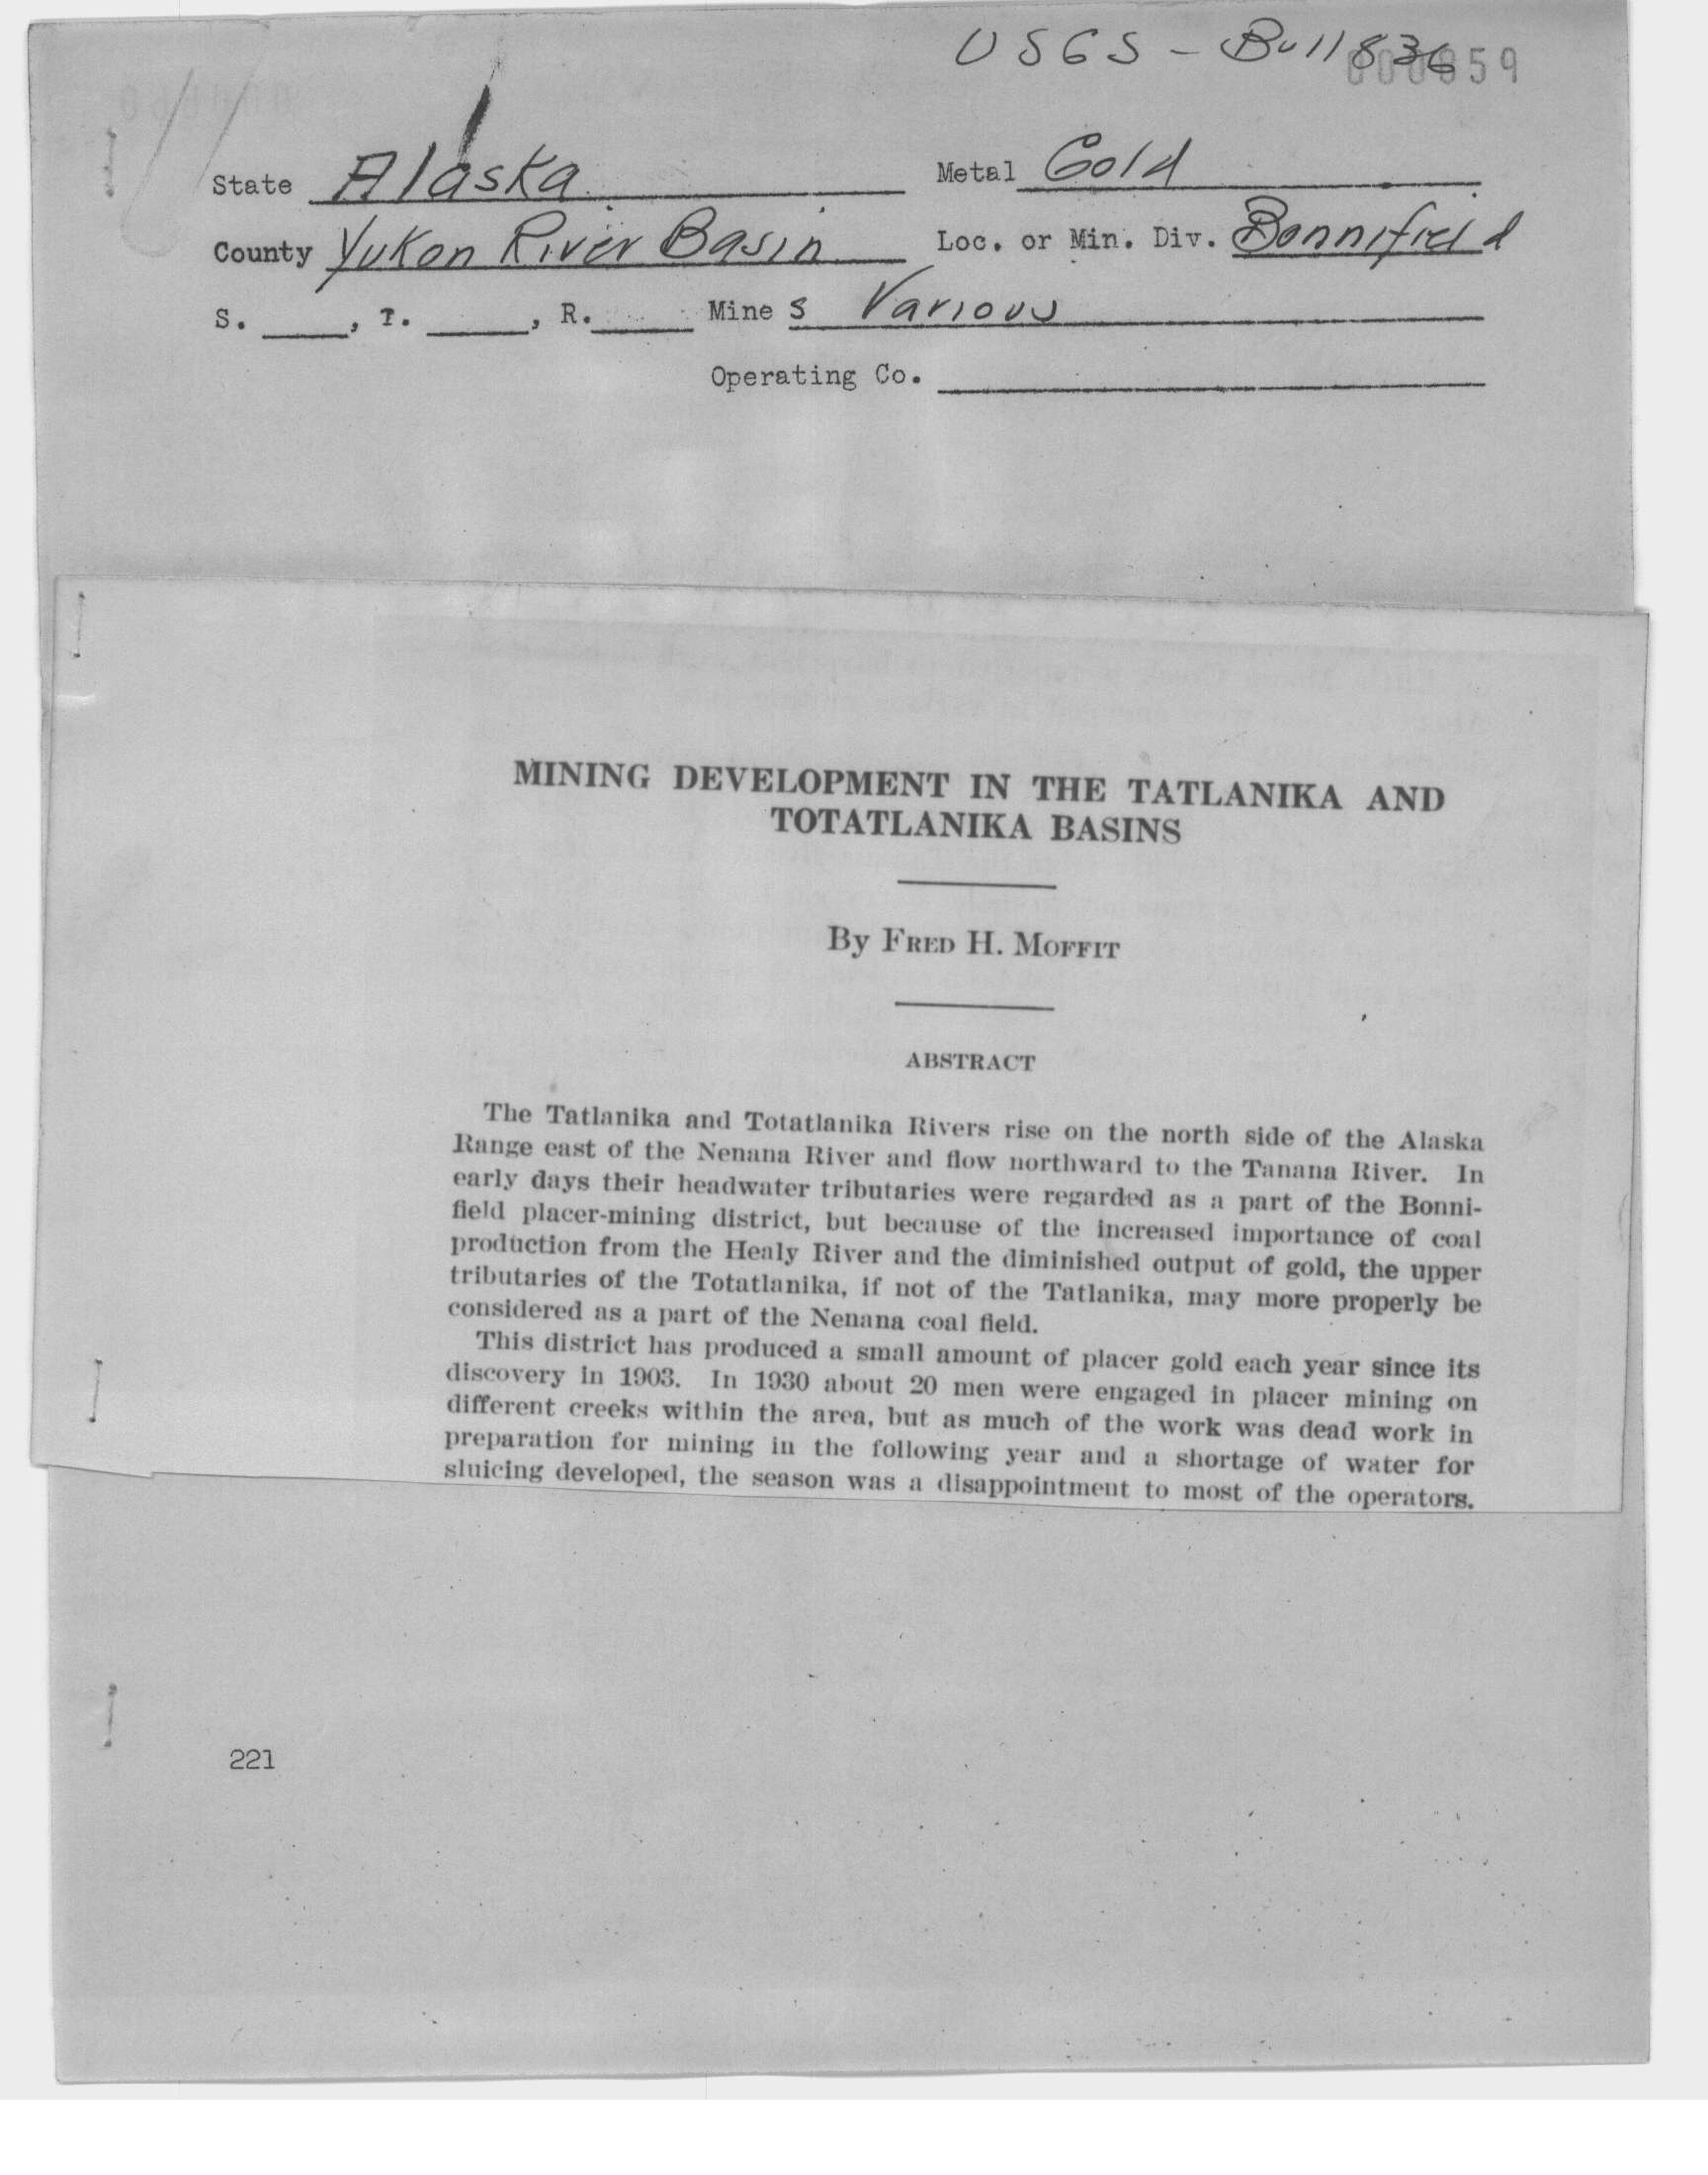 USGS - Bull 836
000859
State Alaska Metal Gold
County Yukon River Basin Loc. or Min. Div. Bonnifield
S. , T. , R. Mine s Various
Operating Co.
MINING DEVELOPMENT IN THE TATLANIKA AND
TOTATLANIKA BASINS
By FRED H. MOFFIT
ABSTRACT
The Tatlanika and Totatlanika Rivers rise on the north side of the Alaska
Range east of the Nenana River and flow northward to the Tanana River. In
early days their headwater tributaries were regarded as a part of the Bonni-
field placer-mining district, but because of the increased importance of coal
production from the Healy River and the diminished output of gold, the upper
tributaries of the Totatlanika, if not of the Tatlanika, may more properly be
considered as a part of the Nenana coal field.
This district has produced a small amount of placer gold each year since its
discovery in 1903. In 1930 about 20 men were engaged in placer mining on
different creeks within the area, but as much of the work was dead work in
preparation for mining in the following year and a shortage of water for
sluicing developed, the season was a disappointment to most of the operators.
221